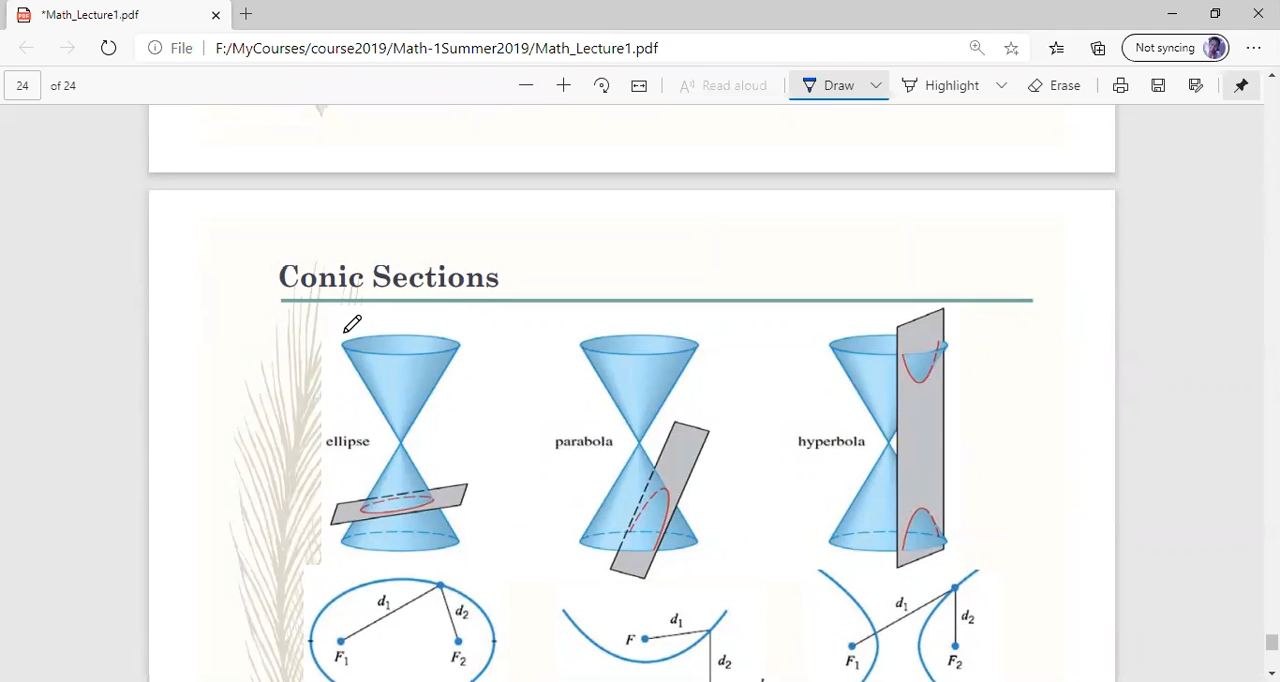 *Math_Lecture1.pdf
File F:/MyCourses/course2019/Math-1Summer2019/Math_Lecture1.pdf Not syncing
24 of 24 Read aloud Draw Highlight Erase
Conic Sections
ellipse parabola hyperbola
d1 d2 d1 d1 d2
F1 F2 F d2 F1 F2